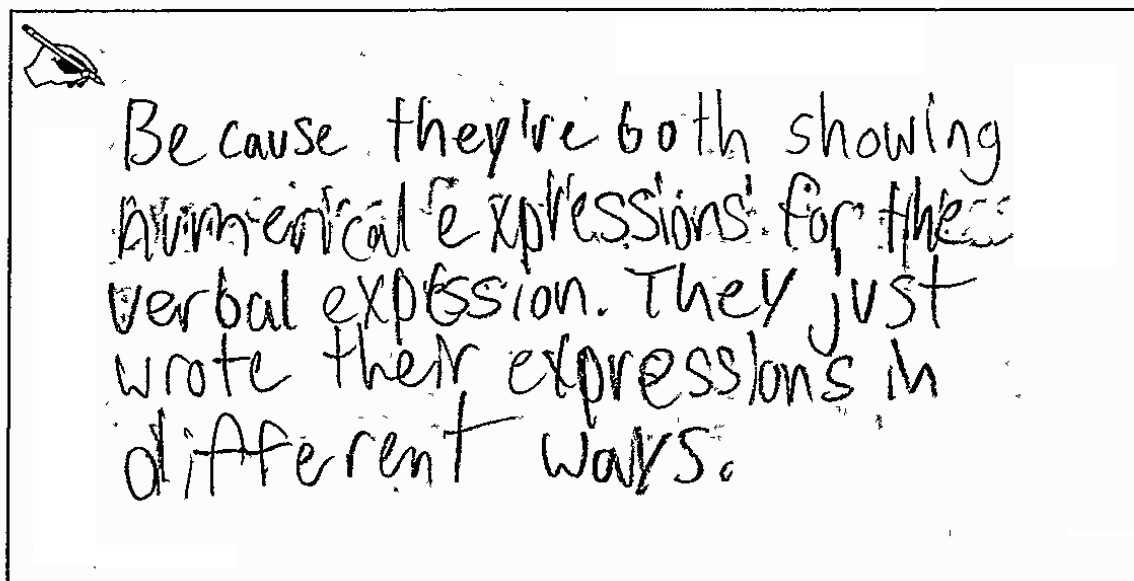 Because they're both showing
numerical expressions for the
verbal expession. They just
wrote their expressions in
different ways.